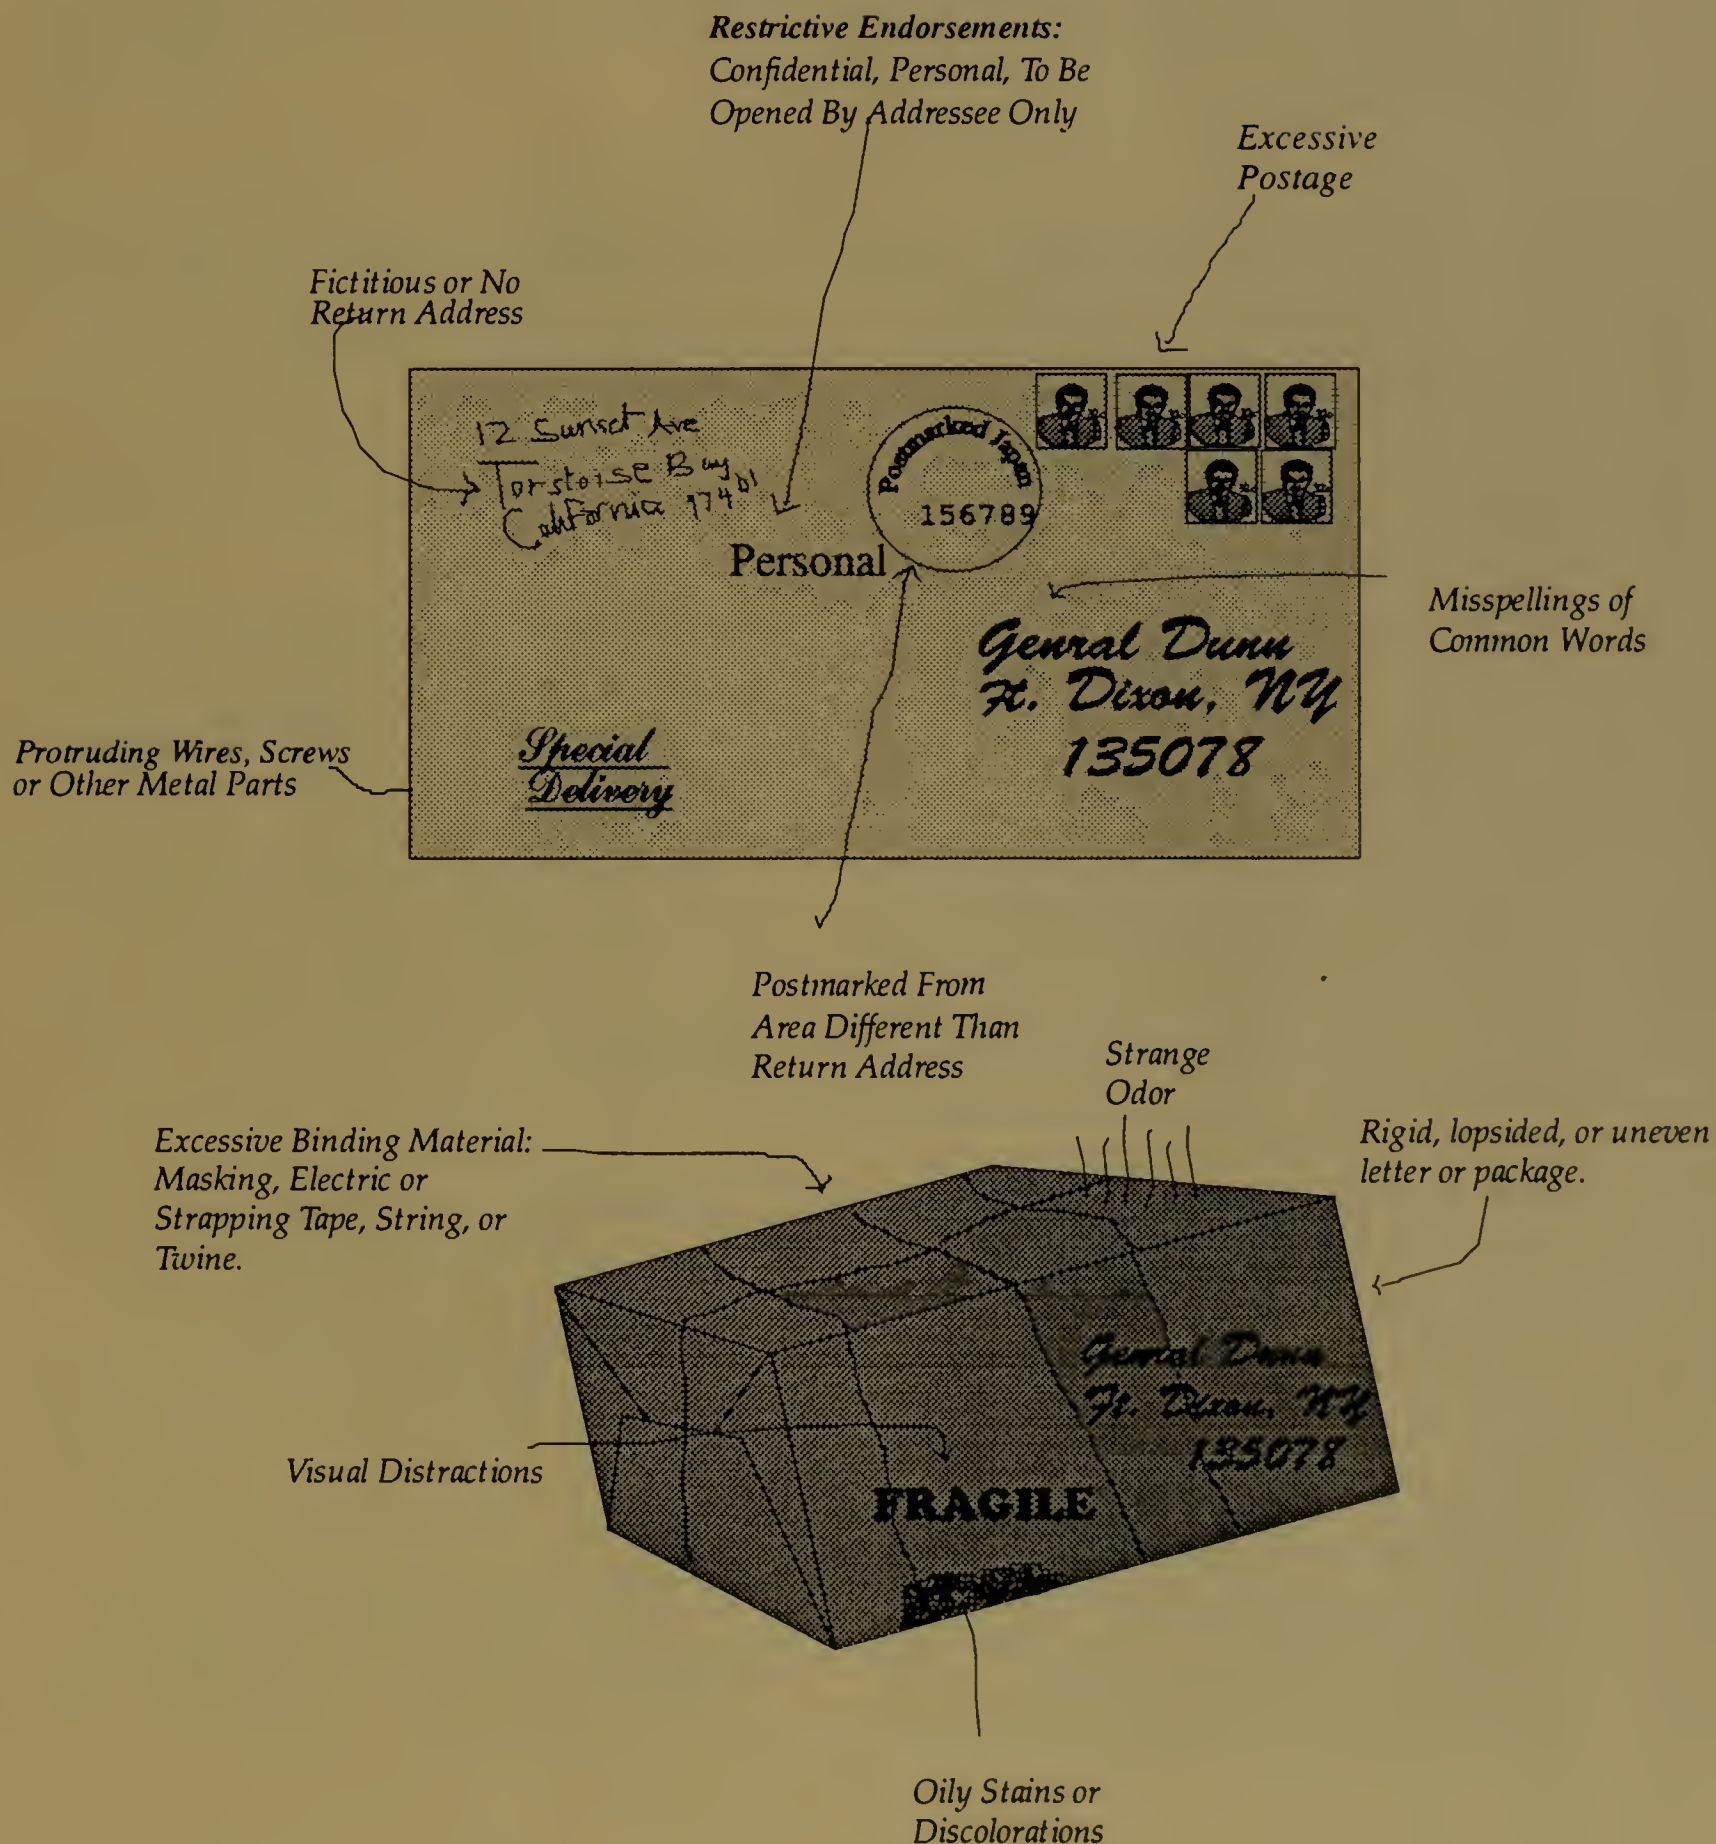 Restrictive Endorsements:
Confidential, Personal, To Be
Opened By Addressee Only
Excessive
Postage
Fictitious or No
Return Address
12 Sunset Ave
Torstoise Bay
California 17401
Postmarked Japan
156789
Personal
Misspellings of
Common Words
Genral Dunn
Ft. Dixon, NY
135078
Special
Delivery
Protruding Wires, Screws
or Other Metal Parts
Postmarked From
Area Different Than
Return Address
Strange
Odor
Excessive Binding Material:
Masking, Electric or
Strapping Tape, String, or
Twine.
Rigid, lopsided, or uneven
letter or package.
Genral Dunn
Ft. Dixon, NY
135078
Visual Distractions
FRAGILE
Oily Stains or
Discolorations